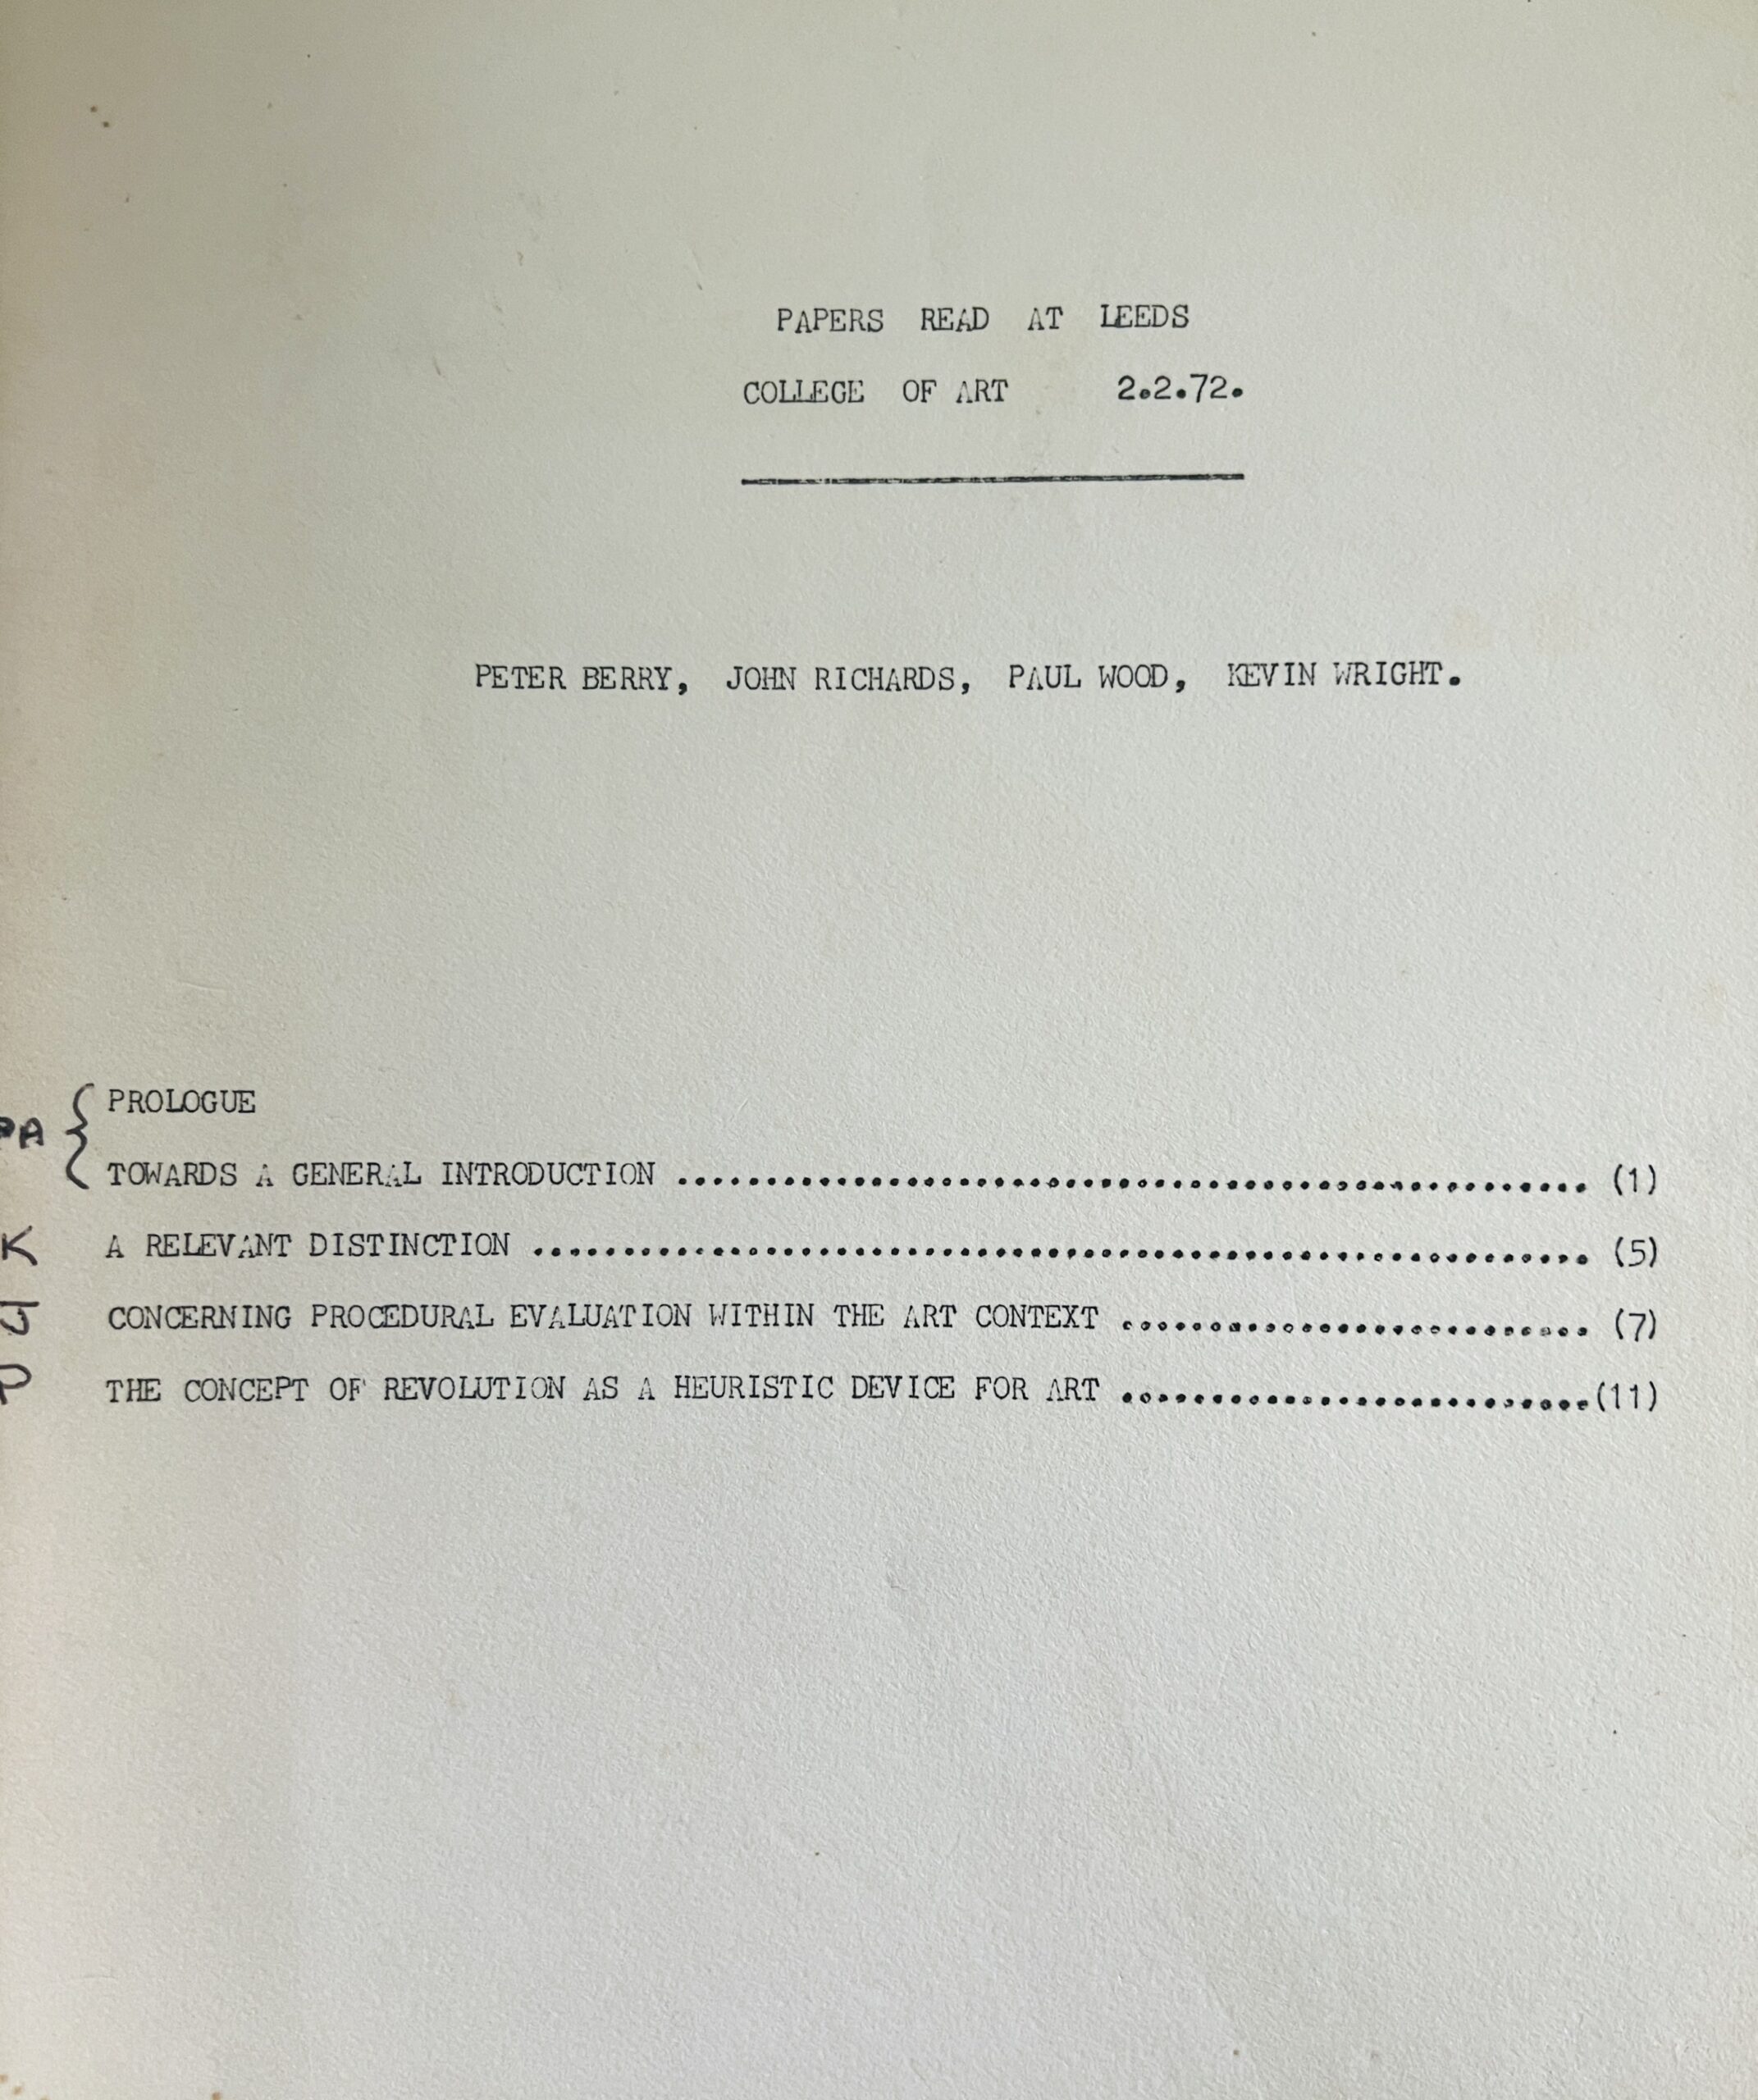 PAPERS READ AT LEEDS
COLLEGE OF ART 2.2.72.
PETER BERRY, JOHN RICHARDS, PAUL WOOD, KEVIN WRIGHT.
PROLOGUE
PA
TOWARDS A GENERAL INTRODUCTION .................................................. (1)
K A RELEVANT DISTINCTION .......................................................... (5)
J CONCERNING PROCEDURAL EVALUATION WITHIN THE ART CONTEXT .......................... (7)
P THE CONCEPT OF REVOLUTION AS A HEURISTIC DEVICE FOR ART ..........................(11)